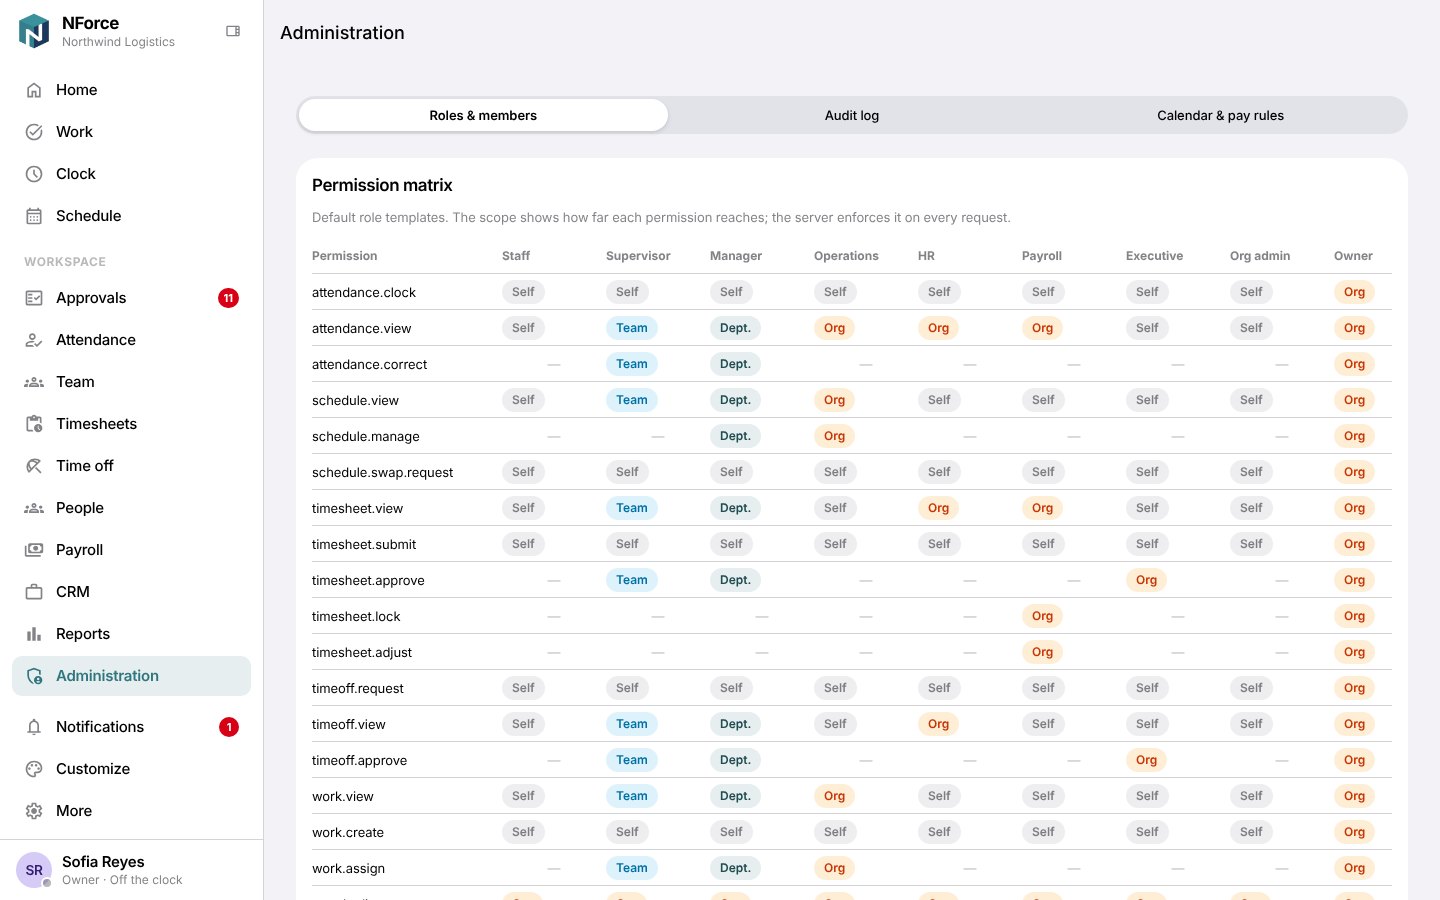 NForce
Northwind Logistics
Administration
Home
Work
Clock
Schedule
WORKSPACE
Approvals 11
Attendance
Team
Timesheets
Time off
People
Payroll
CRM
Reports
Administration
Notifications 1
Customize
More
SR
Sofia Reyes
Owner · Off the clock
Roles & members Audit log Calendar & pay rules
Permission matrix
Default role templates. The scope shows how far each permission reaches; the server enforces it on every request.
Permission Staff Supervisor Manager Operations HR Payroll Executive Org admin Owner
attendance.clock Self Self Self Self Self Self Self Self Org
attendance.view Self Team Dept. Org Org Org Self Self Org
attendance.correct — Team Dept. — — — — — Org
schedule.view Self Team Dept. Org Self Self Self Self Org
schedule.manage — — Dept. Org — — — — Org
schedule.swap.request Self Self Self Self Self Self Self Self Org
timesheet.view Self Team Dept. Self Org Org Self Self Org
timesheet.submit Self Self Self Self Self Self Self Self Org
timesheet.approve — Team Dept. — — — Org — Org
timesheet.lock — — — — — Org — — Org
timesheet.adjust — — — — — Org — — Org
timeoff.request Self Self Self Self Self Self Self Self Org
timeoff.view Self Team Dept. Self Org Self Self Self Org
timeoff.approve — Team Dept. — — — Org — Org
work.view Self Team Dept. Org Self Self Self Self Org
work.create Self Self Self Self Self Self Self Self Org
work.assign — Team Dept. Org — — — — Org